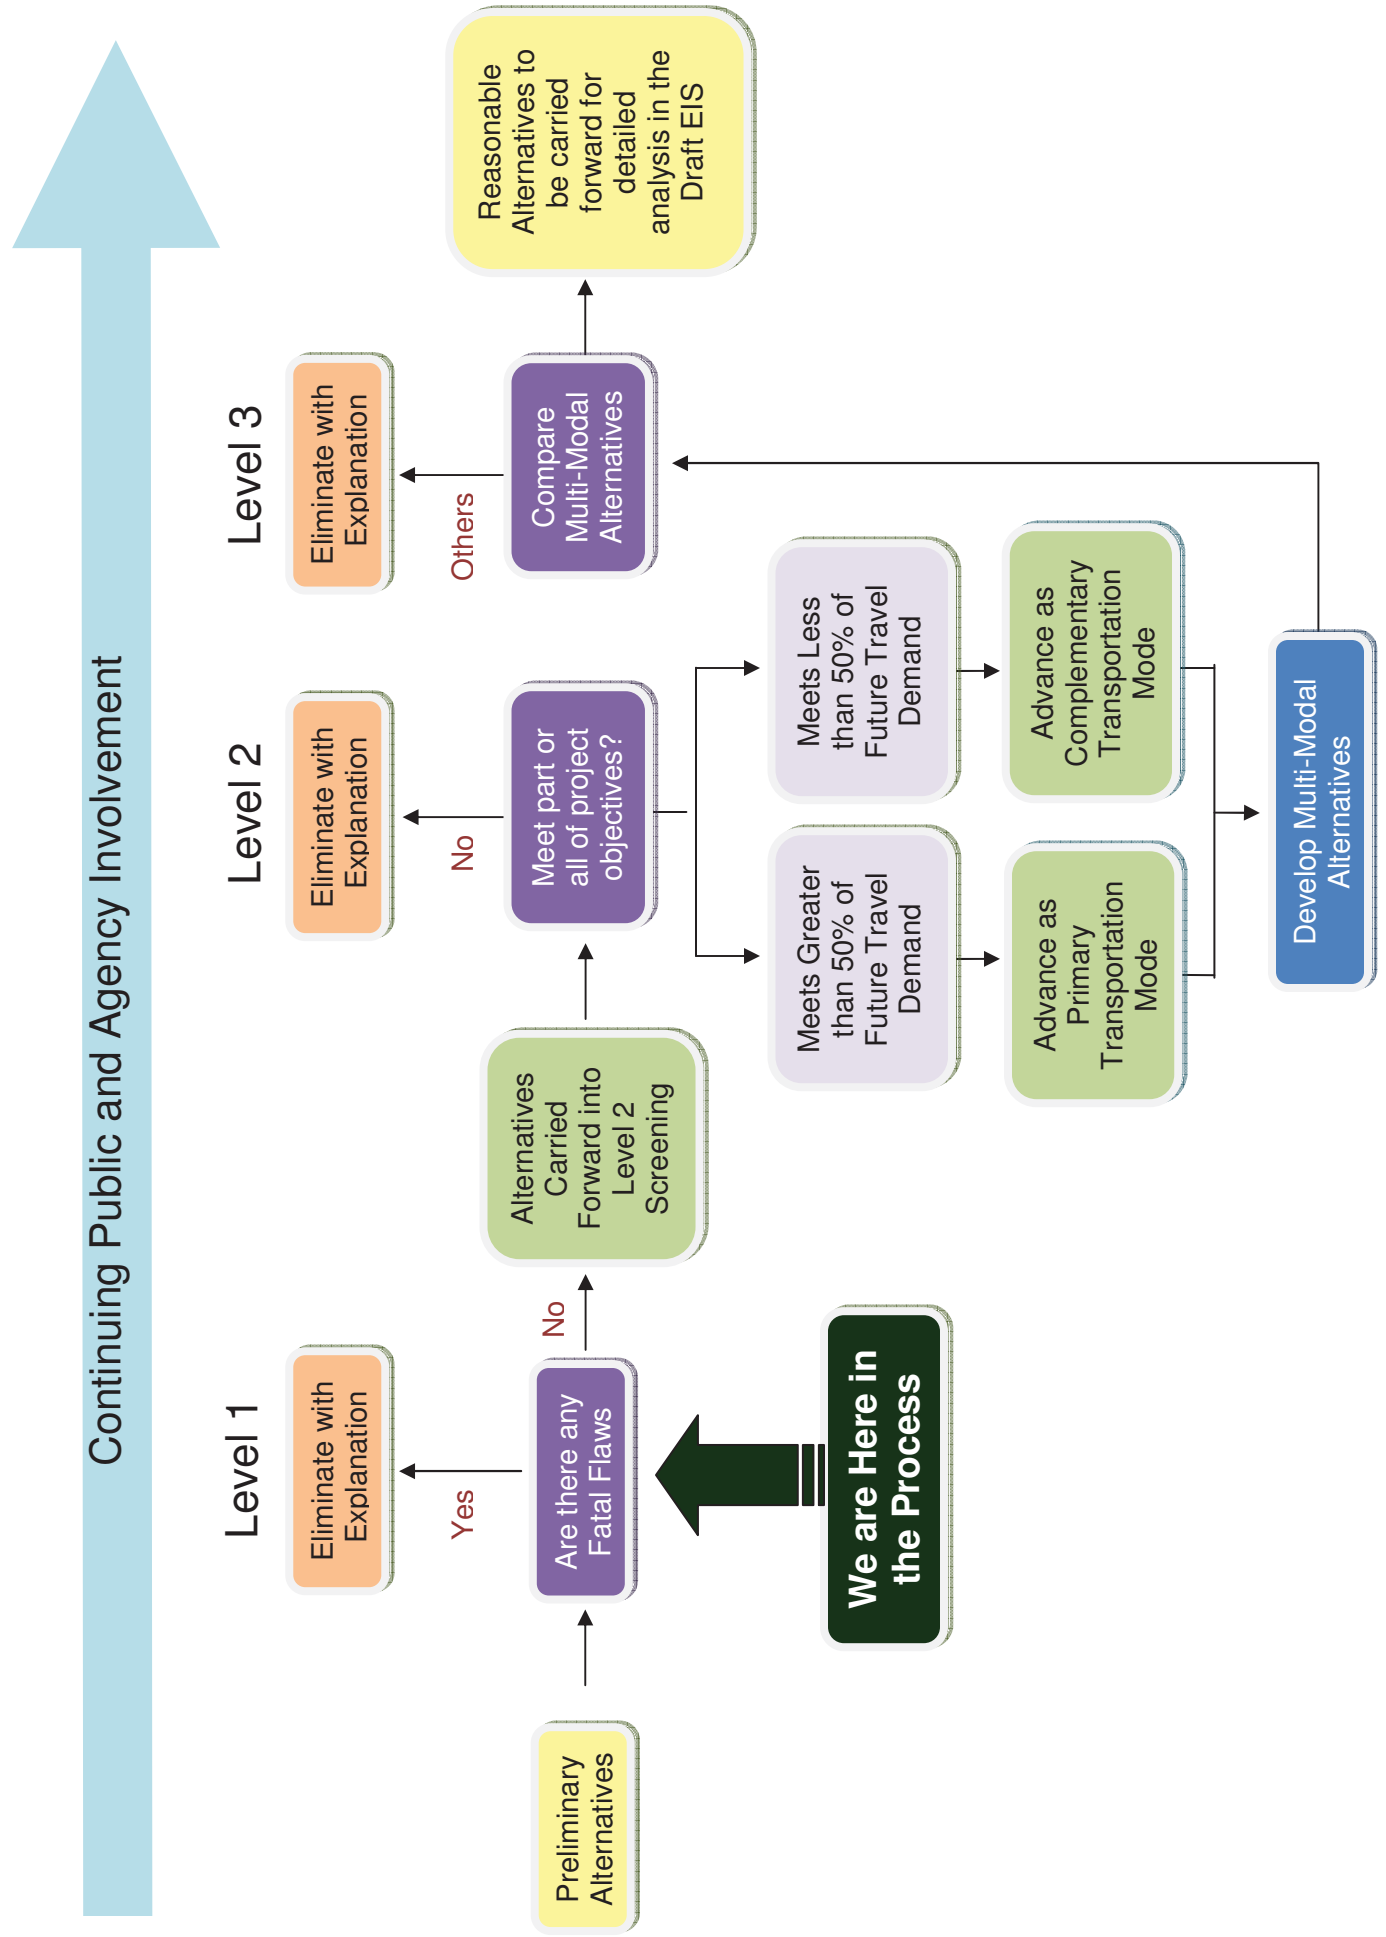 Continuing Public and Agency Involvement
Level 1
Level 2
Level 3
Eliminate with
Explanation
Eliminate with
Explanation
Eliminate with
Explanation
Yes
No
Others
Preliminary
Alternatives
Are there any
Fatal Flaws
No
Alternatives
Carried
Forward into
Level 2
Screening
Meet part or
all of project
objectives?
Compare
Multi-Modal
Alternatives
Reasonable
Alternatives to
be carried
forward for
detailed
analysis in the
Draft EIS
We are Here in
the Process
Meets Greater
than 50% of
Future Travel
Demand
Meets Less
than 50% of
Future Travel
Demand
Advance as
Primary
Transportation
Mode
Advance as
Complementary
Transportation
Mode
Develop Multi-Modal
Alternatives